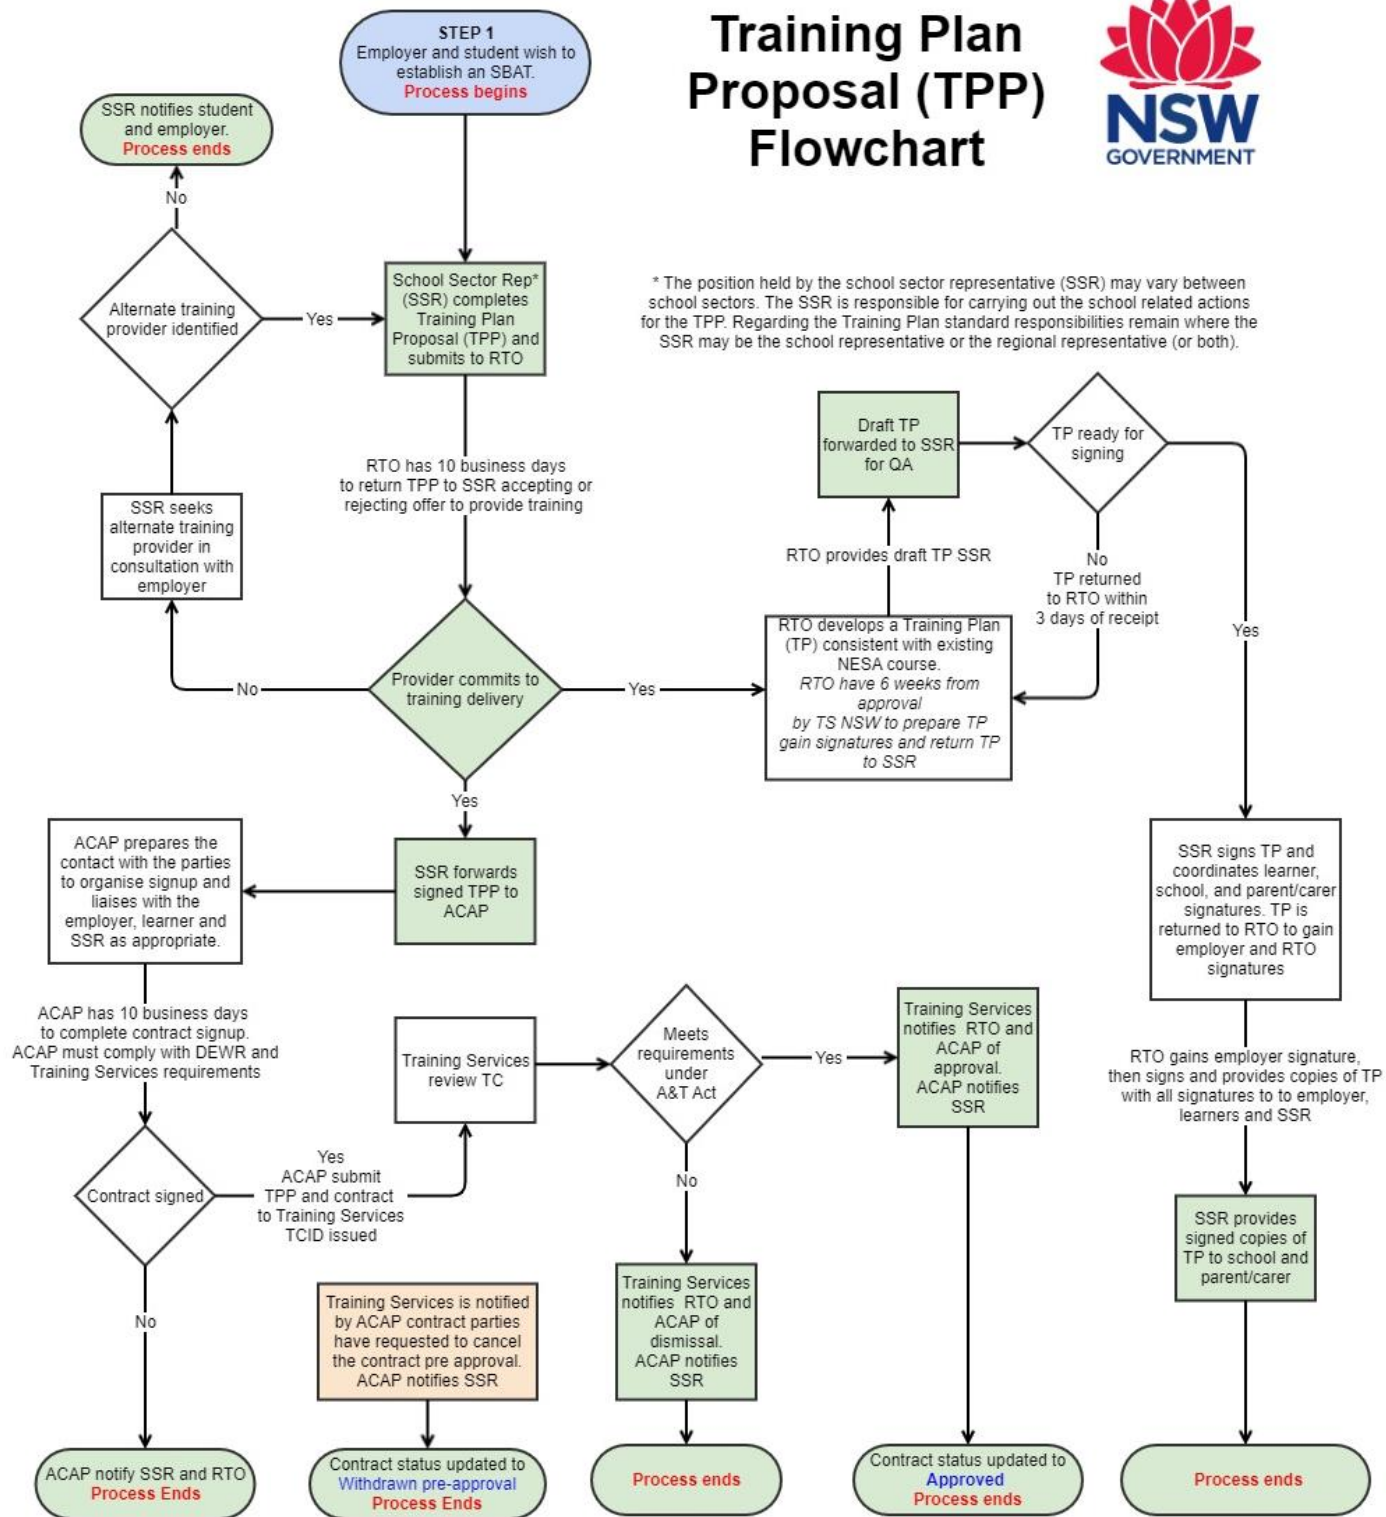 STEP 1
Employer and student wish to
establish an SBAT.
Process begins
Training Plan
Proposal (TPP)
Flowchart
NSW
GOVERNMENT
SSR notifies student
and employer.
Process ends
No
Alternate training
provider identified
Yes
School Sector Rep*
(SSR) completes
Training Plan
Proposal (TPP) and
submits to RTO
* The position held by the school sector representative (SSR) may vary between
school sectors. The SSR is responsible for carrying out the school related actions
for the TPP. Regarding the Training Plan standard responsibilities remain where the
SSR may be the school representative or the regional representative (or both).
RTO has 10 business days
to return TPP to SSR accepting or
rejecting offer to provide training
SSR seeks
alternate training
provider in
consultation with
employer
Draft TP
forwarded to SSR
for QA
TP ready for
signing
RTO provides draft TP SSR
No
TP returned
to RTO within
3 days of receipt
Yes
RTO develops a Training Plan
(TP) consistent with existing
NESA course.
RTO have 6 weeks from
approval
by TS NSW to prepare TP
gain signatures and return TP
to SSR
No
Provider commits to
training delivery
Yes
Yes
ACAP prepares the
contact with the parties
to organise signup and
liaises with the
employer, learner and
SSR as appropriate.
SSR forwards
signed TPP to
ACAP
SSR signs TP and
coordinates learner,
school, and parent/carer
signatures. TP is
returned to RTO to gain
employer and RTO
signatures
ACAP has 10 business days
to complete contract signup.
ACAP must comply with DEWR and
Training Services requirements
Training Services
review TC
Meets
requirements
under
A&T Act
Yes
Training Services
notifies RTO and
ACAP of
approval.
ACAP notifies
SSR
RTO gains employer signature,
then signs and provides copies of TP
with all signatures to to employer,
learners and SSR
Contract signed
Yes
ACAP submit
TPP and contract
to Training Services
TCID issued
No
SSR provides
signed copies of
TP to school and
parent/carer
No
Training Services is notified
by ACAP contract parties
have requested to cancel
the contract pre approval.
ACAP notifies SSR
Training Services
notifies RTO and
ACAP of
dismissal.
ACAP notifies
SSR
ACAP notify SSR and RTO
Process Ends
Contract status updated to
Withdrawn pre-approval
Process Ends
Process ends
Contract status updated to
Approved
Process ends
Process ends